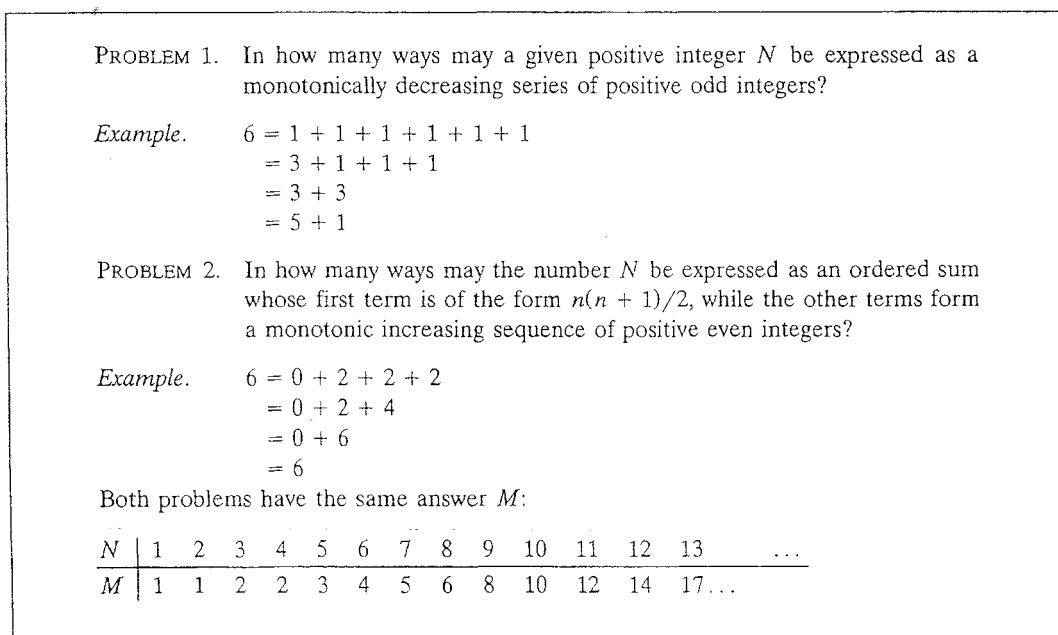 PROBLEM 1. In how many ways may a given positive integer N be expressed as a
monotonically decreasing series of positive odd integers?
Example. 6 = 1 + 1 + 1 + 1 + 1 + 1
= 3 + 1 + 1 + 1
= 3 + 3
= 5 + 1
PROBLEM 2. In how many ways may the number N be expressed as an ordered sum
whose first term is of the form n(n + 1)/2, while the other terms form
a monotonic increasing sequence of positive even integers?
Example. 6 = 0 + 2 + 2 + 2
= 0 + 2 + 4
= 0 + 6
= 6
Both problems have the same answer M:
N 1 2 3 4 5 6 7 8 9 10 11 12 13 ...
M 1 1 2 2 3 4 5 6 8 10 12 14 17...